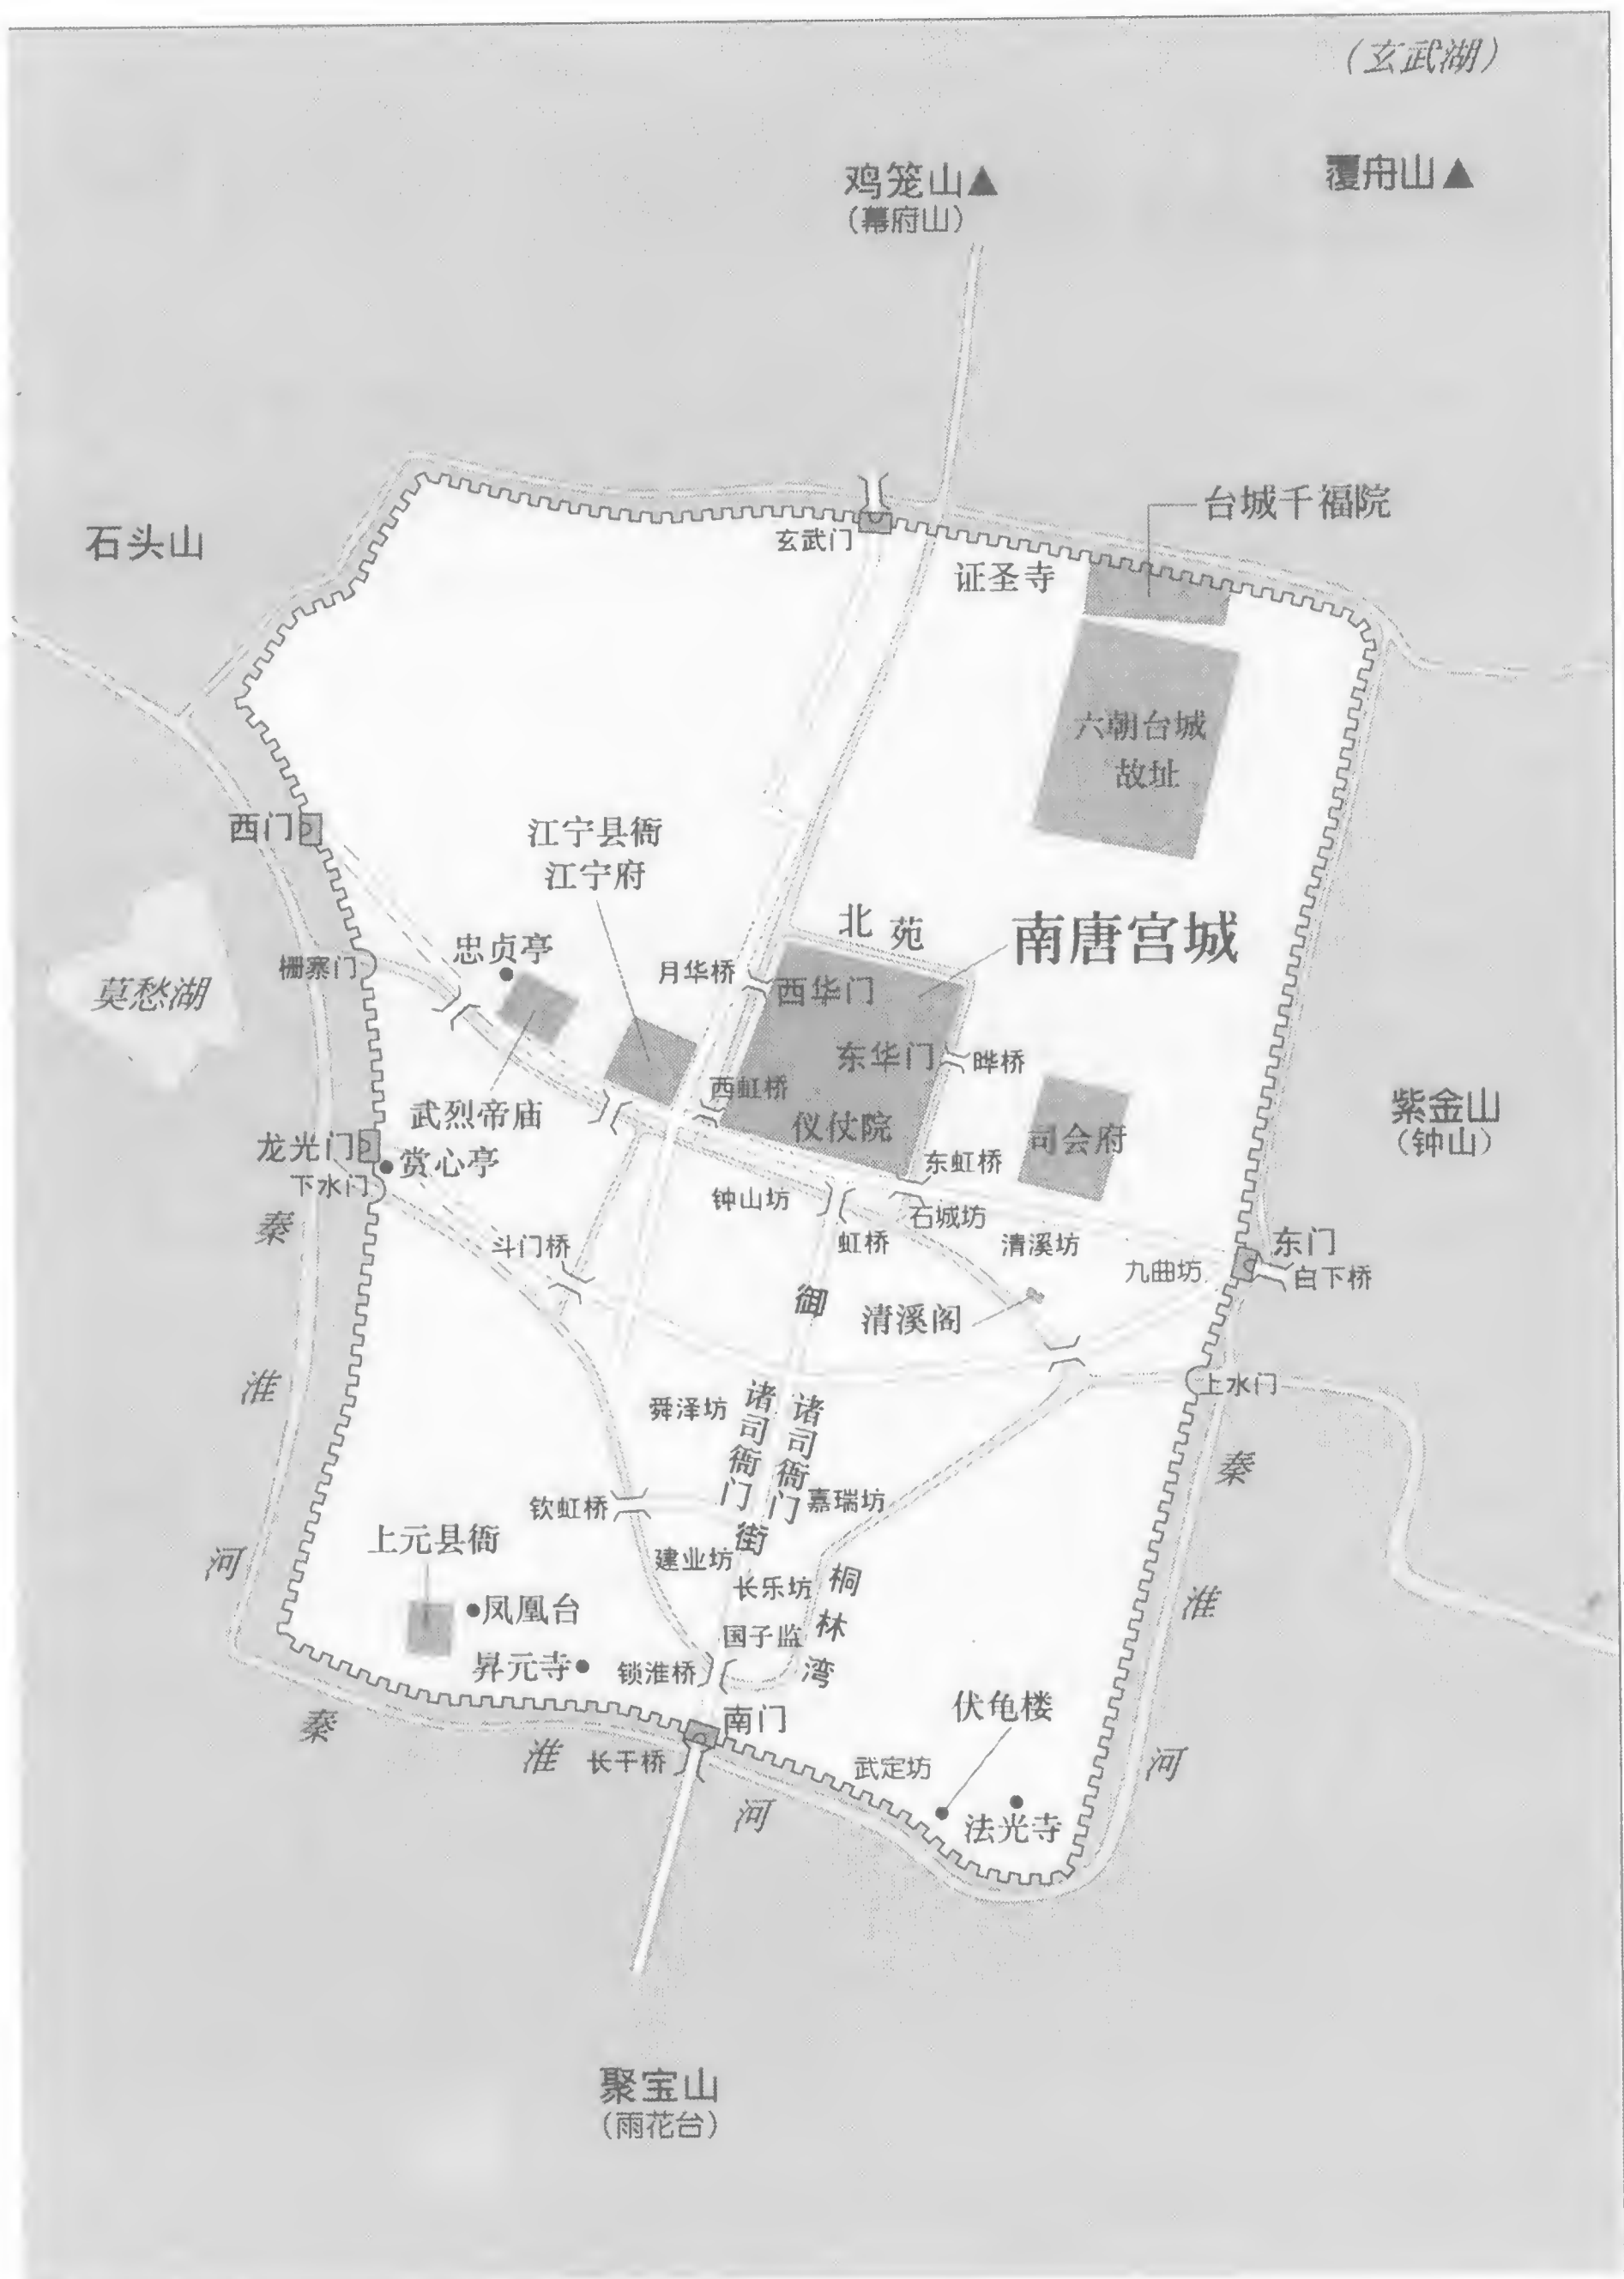 （玄武湖）
鸡笼山
（幕府山）
覆舟山
石头山
台城千福院
玄武门
证圣寺
六朝台城
故址
西门
江宁县衙
江宁府
北苑
南唐宫城
忠贞亭
栅寨门
月华桥
西华门
莫愁湖
东华门
晔桥
西虹桥
武烈帝庙
仪仗院
司会府
紫金山
（钟山）
龙光门
赏心亭
下水门
东虹桥
钟山坊
石城坊
秦淮河
斗门桥
虹桥
清溪坊
东门
九曲坊
白下桥
御街
清溪阁
上水门
舜泽坊
诸司衙门
诸司衙门
秦淮河
钦虹桥
嘉瑞坊
上元县衙
建业坊
长乐坊
桐林湾
凤凰台
国子监
昇元寺
锁淮桥
南门
伏龟楼
秦淮河
长干桥
武定坊
法光寺
聚宝山
（雨花台）